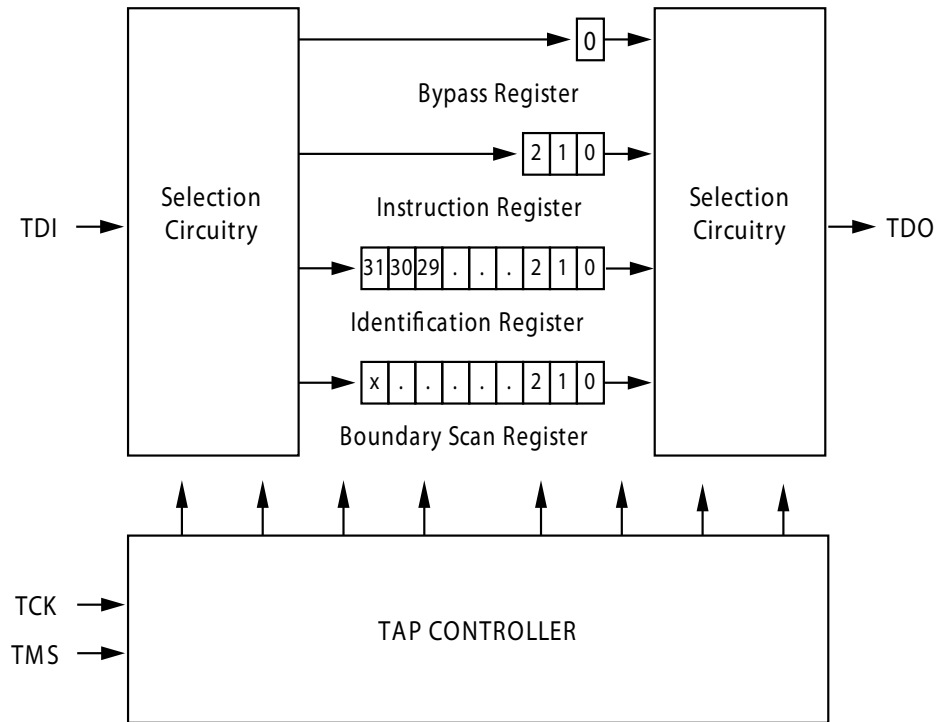 0
Bypass Register
2 1 0
Instruction Register
Selection
Circuitry
Selection
Circuitry
TDI
TDO
31 30 29 . . . 2 1 0
Identification Register
x . . . . . 2 1 0
Boundary Scan Register
TCK
TMS
TAP CONTROLLER